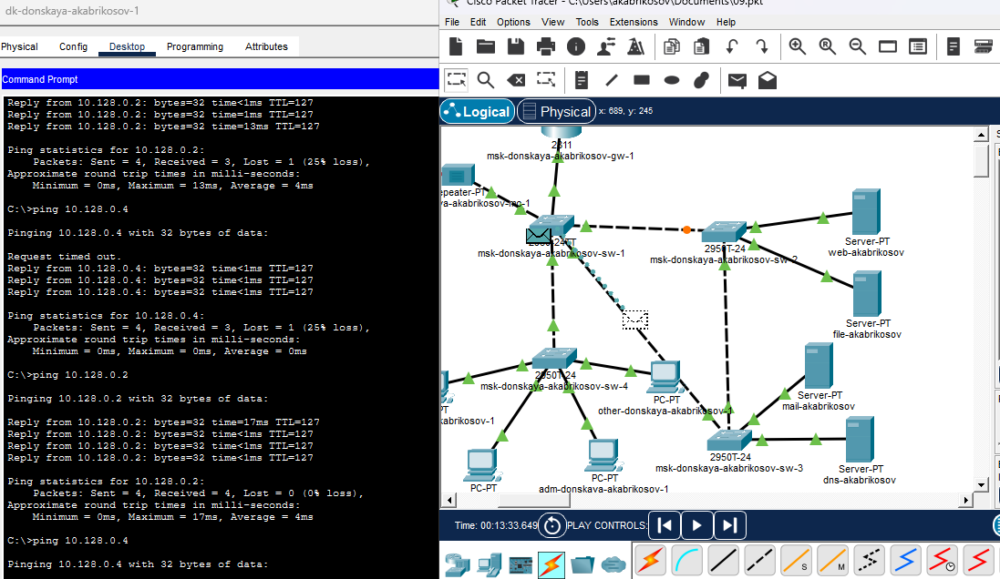 dk-donskaya-akabrikosov-1
Physical Config Desktop Programming Attributes
Command Prompt
Reply from 10.128.0.2: bytes=32 time<1ms TTL=127
Reply from 10.128.0.2: bytes=32 time<1ms TTL=127
Reply from 10.128.0.2: bytes=32 time=13ms TTL=127
Ping statistics for 10.128.0.2:
Packets: Sent = 4, Received = 3, Lost = 1 (25% loss),
Approximate round trip times in milli-seconds:
Minimum = 0ms, Maximum = 13ms, Average = 4ms
C:\>ping 10.128.0.4
Pinging 10.128.0.4 with 32 bytes of data:
Request timed out.
Reply from 10.128.0.4: bytes=32 time<1ms TTL=127
Reply from 10.128.0.4: bytes=32 time<1ms TTL=127
Reply from 10.128.0.4: bytes=32 time<1ms TTL=127
Ping statistics for 10.128.0.4:
Packets: Sent = 4, Received = 3, Lost = 1 (25% loss),
Approximate round trip times in milli-seconds:
Minimum = 0ms, Maximum = 0ms, Average = 0ms
C:\>ping 10.128.0.2
Pinging 10.128.0.2 with 32 bytes of data:
Reply from 10.128.0.2: bytes=32 time=17ms TTL=127
Reply from 10.128.0.2: bytes=32 time<1ms TTL=127
Reply from 10.128.0.2: bytes=32 time<1ms TTL=127
Reply from 10.128.0.2: bytes=32 time<1ms TTL=127
Ping statistics for 10.128.0.2:
Packets: Sent = 4, Received = 4, Lost = 0 (0% loss),
Approximate round trip times in milli-seconds:
Minimum = 0ms, Maximum = 17ms, Average = 4ms
C:\>ping 10.128.0.4
Pinging 10.128.0.4 with 32 bytes of data:
Cisco Packet Tracer - C:\Users\akabrikosov\Documents\09.pkt
File Edit Options View Tools Extensions Window Help
Logical Physical x: 689, y: 245
2811
msk-donskaya-akabrikosov-gw-1
epeater-PT
ya-akabrikosov-mc-1
24TT
msk-donskaya-akabrikosov-sw-1
2950T-24
msk-donskaya-akabrikosov-sw-2
Server-PT
web-akabrikosov
Server-PT
file-akabrikosov
2950T-24
msk-donskaya-akabrikosov-sw-4
PC-PT
other-donskaya-akabrikosov-1
Server-PT
mail-akabrikosov
PT
kabrikosov-1
2950T-24
msk-donskaya-akabrikosov-sw-3
Server-PT
dns-akabrikosov
PC-PT
PC-PT
adm-donskaya-akabrikosov-1
Time: 00:13:33.649 PLAY CONTROLS:
S
M